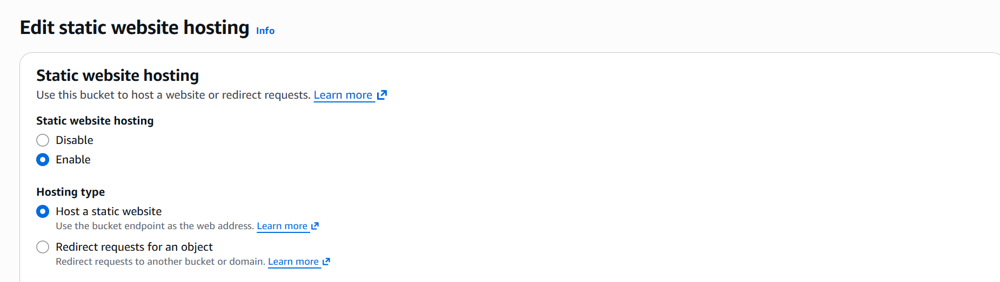 Edit static website hosting Info
Static website hosting
Use this bucket to host a website or redirect requests. Learn more
Static website hosting
Disable
Enable
Hosting type
Host a static website
Use the bucket endpoint as the web address. Learn more
Redirect requests for an object
Redirect requests to another bucket or domain. Learn more